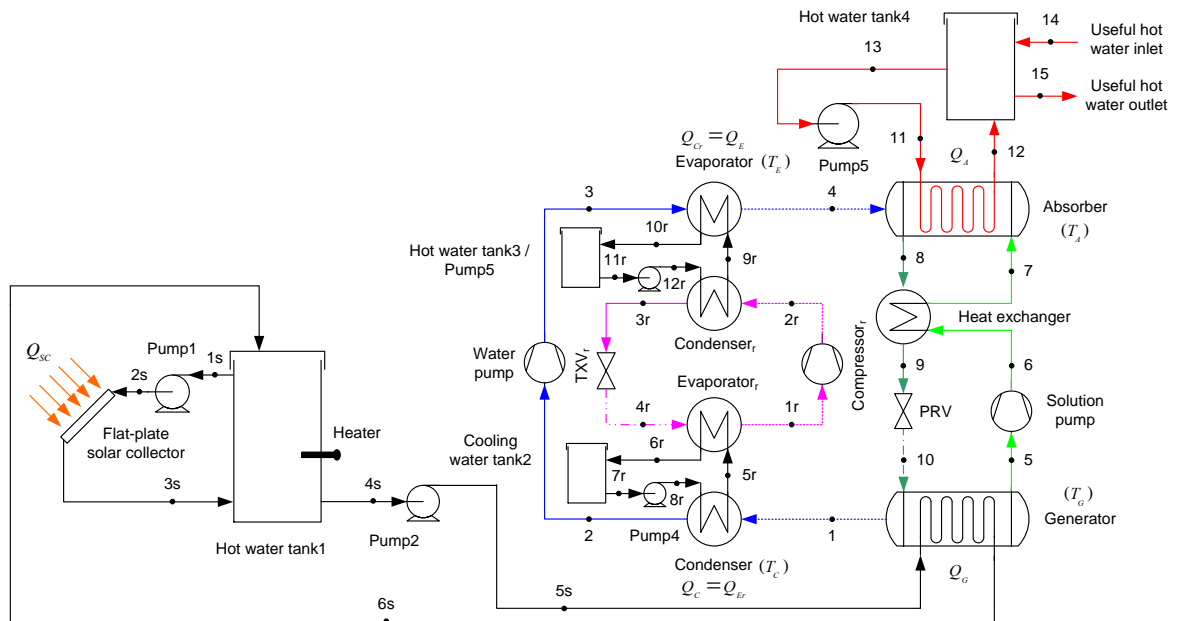 Hot water tank4
14
Useful hot
water inlet
13
15
Useful hot
water outlet
Q_Cr = Q_E
Evaporator (T_E)
Pump5
11
Q_A
12
3
4
Absorber
(T_A)
10r
Hot water tank3 /
Pump5
11r
9r
8
7
12r
3r
2r
Heat exchanger
Condenser_r
Q_SC
Pump1
1s
2s
Water
pump
TXV_r
Compressor_r
Evaporator_r
9
6
4r
1r
PRV
Solution
pump
Heater
Flat-plate
solar collector
Cooling
water tank2
6r
7r
5r
10
5
3s
4s
8r
(T_G)
Generator
Hot water tank1
Pump2
2
Pump4
1
Condenser (T_C)
Q_C = Q_Er
Q_G
5s
6s